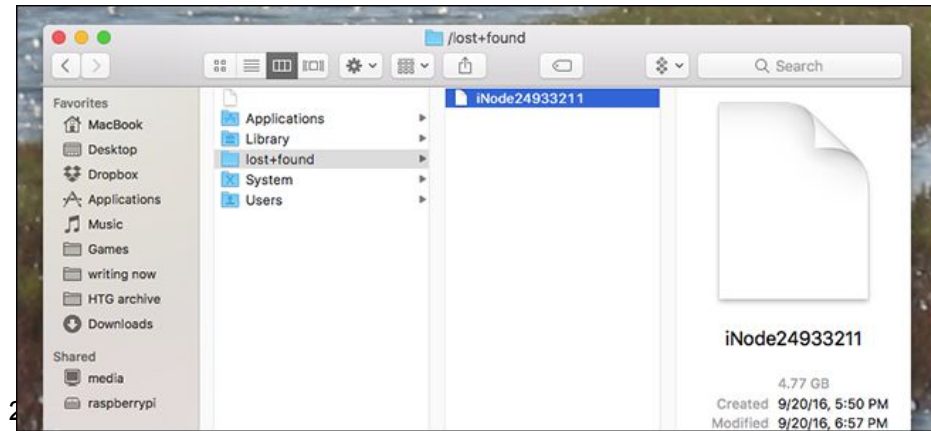 /lost+found
Search
Favorites
MacBook
Desktop
Dropbox
Applications
Music
Games
writing now
HTG archive
Downloads
Shared
media
raspberrypi
Applications
Library
lost+found
System
Users
iNode24933211
iNode24933211
4.77 GB
Created 9/20/16, 5:50 PM
Modified 9/20/16, 6:57 PM